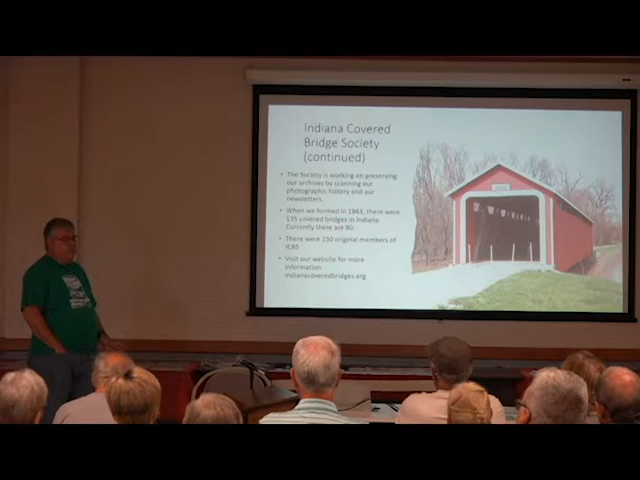 Indiana Covered
Bridge Society
(continued)
• The Society is working on preserving
our archives by scanning our
photographic history and our
newsletters.
• When we formed in 1963, there were
135 covered bridges in Indiana.
Currently there are 90.
• There were 150 original members of
ICBS
• Visit our website for more
information:
indianacoveredbridges.org